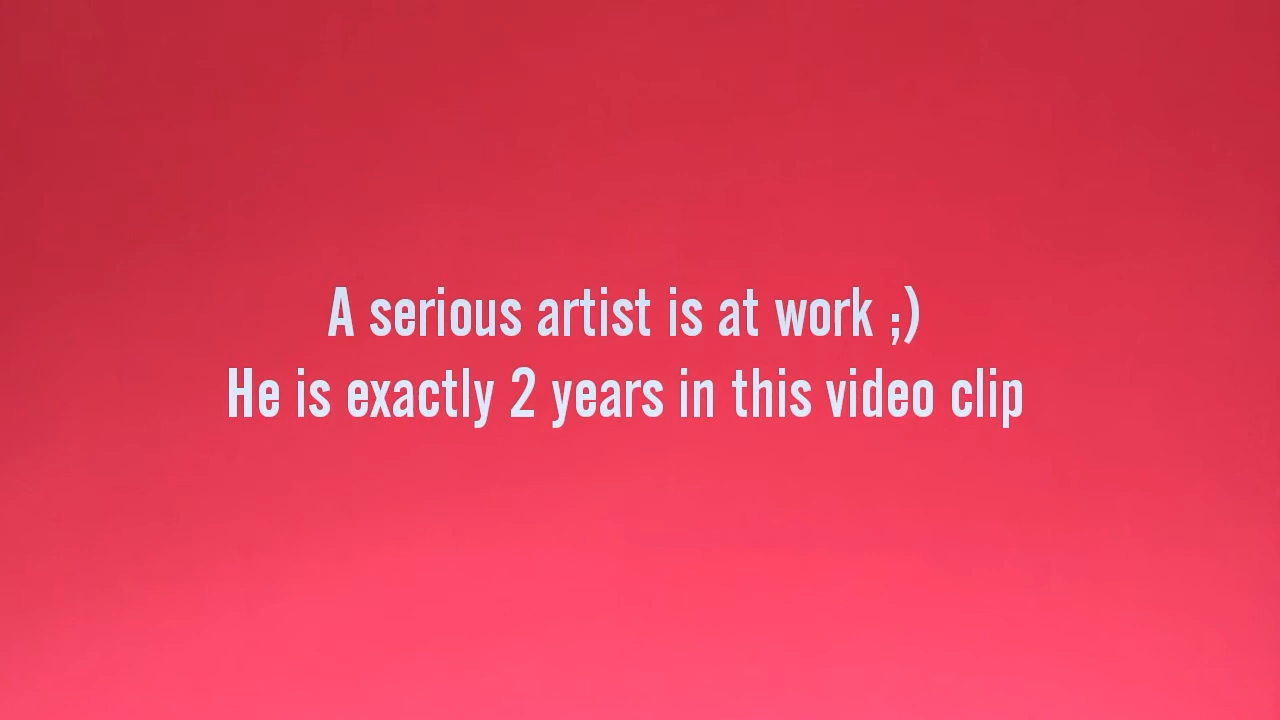 A serious artist is at work ;)
He is exactly 2 years in this video clip